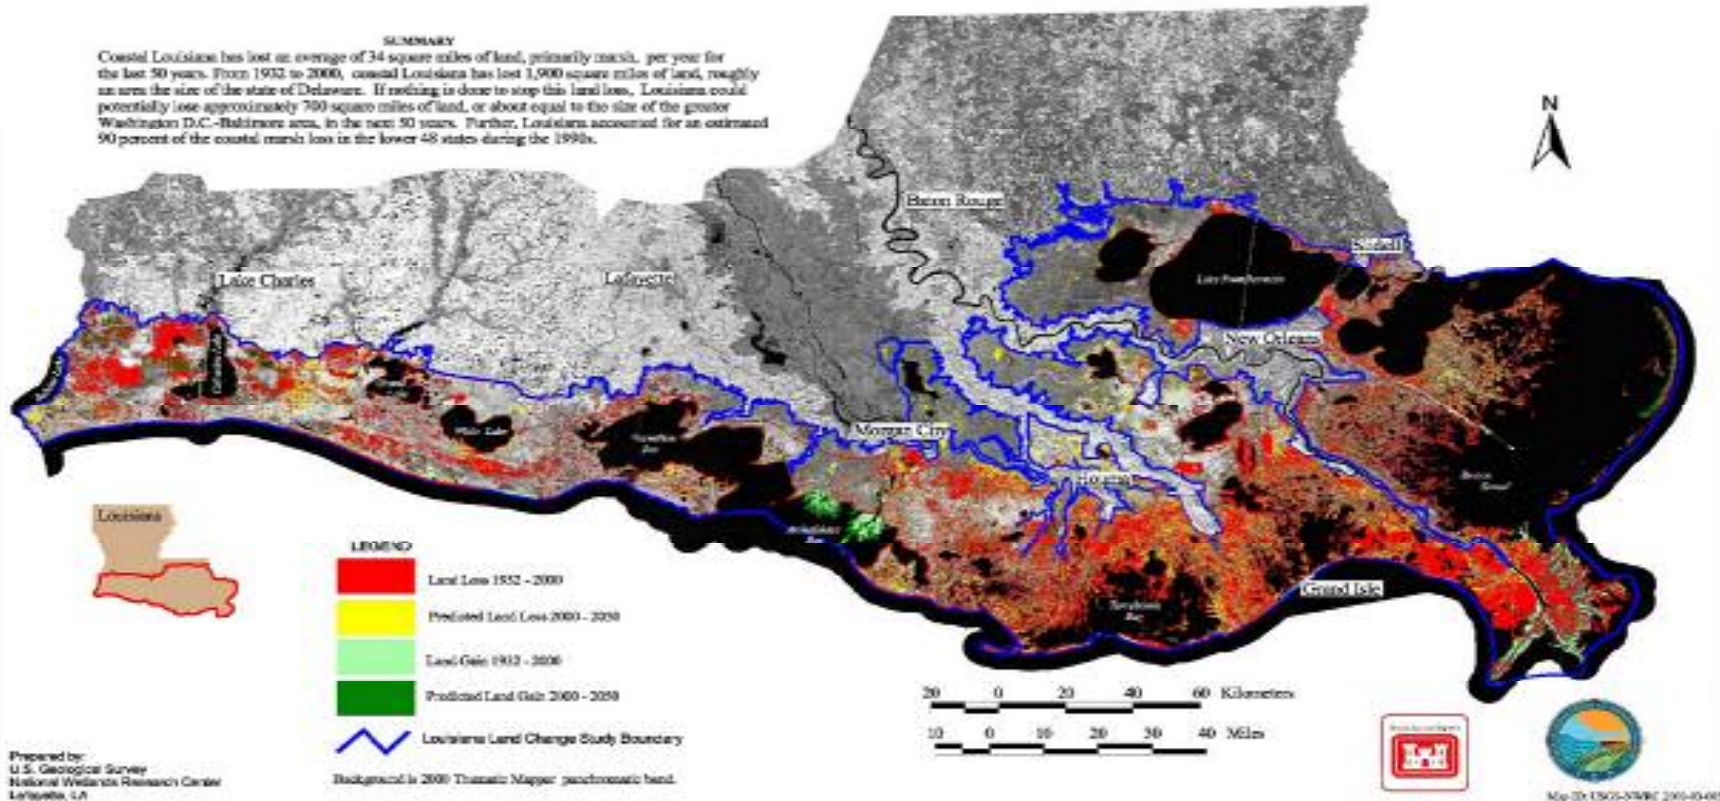 SUMMARY
Coastal Louisiana has lost an average of 34 square miles of land, primarily marsh, per year for
the last 50 years. From 1932 to 2000, coastal Louisiana has lost 1,900 square miles of land, roughly
an area the size of the state of Delaware. If nothing is done to stop this land loss, Louisiana could
potentially lose approximately 700 square miles of land, or about equal to the size of the greater
Washington D.C.-Baltimore area, in the next 50 years. Further, Louisiana accounted for an estimated
90 percent of the coastal marsh loss in the lower 48 states during the 1990s.
N
Baton Rouge
Slidell
Lake Charles
Lafayette
Lake Pontchartrain
New Orleans
White Lake
Morgan City
Houma
Breton
Sound
Atchafalaya
Bay
Terrebonne
Bay
Grand Isle
Louisiana
LEGEND
Land Loss 1932 - 2000
Predicted Land Loss 2000 - 2050
Land Gain 1932 - 2000
Predicted Land Gain 2000 - 2050
Louisiana Land Change Study Boundary
Background is 2000 Thematic Mapper panchromatic band.
20 0 20 40 60 Kilometers
10 0 10 20 30 40 Miles
Prepared by:
U.S. Geological Survey
National Wetlands Research Center
Lafayette, LA